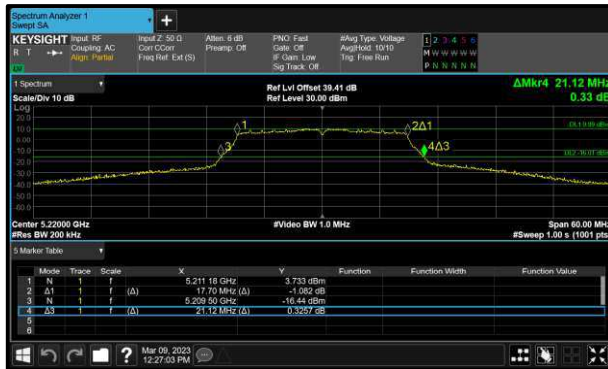 Spectrum Analyzer 1
Swept SA
+
KEYSIGHT Input: RF Input Z: 50 Ω Atten: 6 dB PNO: Fast #Avg Type: Voltage 1 2 3 4 5 6
R T Coupling: AC Corr CCorr Preamp: Off Gate: Off Avg|Hold: 10/10 M W W W W W
Align: Partial Freq Ref: Ext (S) IF Gain: Low Trig: Free Run P N N N N N
Sig Track: Off
1 Spectrum Ref Lvl Offset 39.41 dB ΔMkr4 21.12 MHz
Scale/Div 10 dB Ref Level 30.00 dBm 0.33 dB
Log
20.0
10.0
0.00
-10.0
-20.0
-30.0
-40.0
-50.0
-60.0
1
2Δ1
3
4Δ3
Center 5.22000 GHz #Video BW 1.0 MHz Span 60.00 MHz
#Res BW 200 kHz #Sweep 1.00 s (1001 pts)
5 Marker Table
Mode Trace Scale X Y Function Function Width Function Value
1 N 1 f 5.211 18 GHz 3.733 dBm
2 Δ1 1 f (Δ) 17.70 MHz (Δ) -1.082 dB
3 N 1 f 5.209 50 GHz -16.44 dBm
4 Δ3 1 f (Δ) 21.12 MHz (Δ) 0.3257 dB
5
6
? Mar 09, 2023
12:27:03 PM